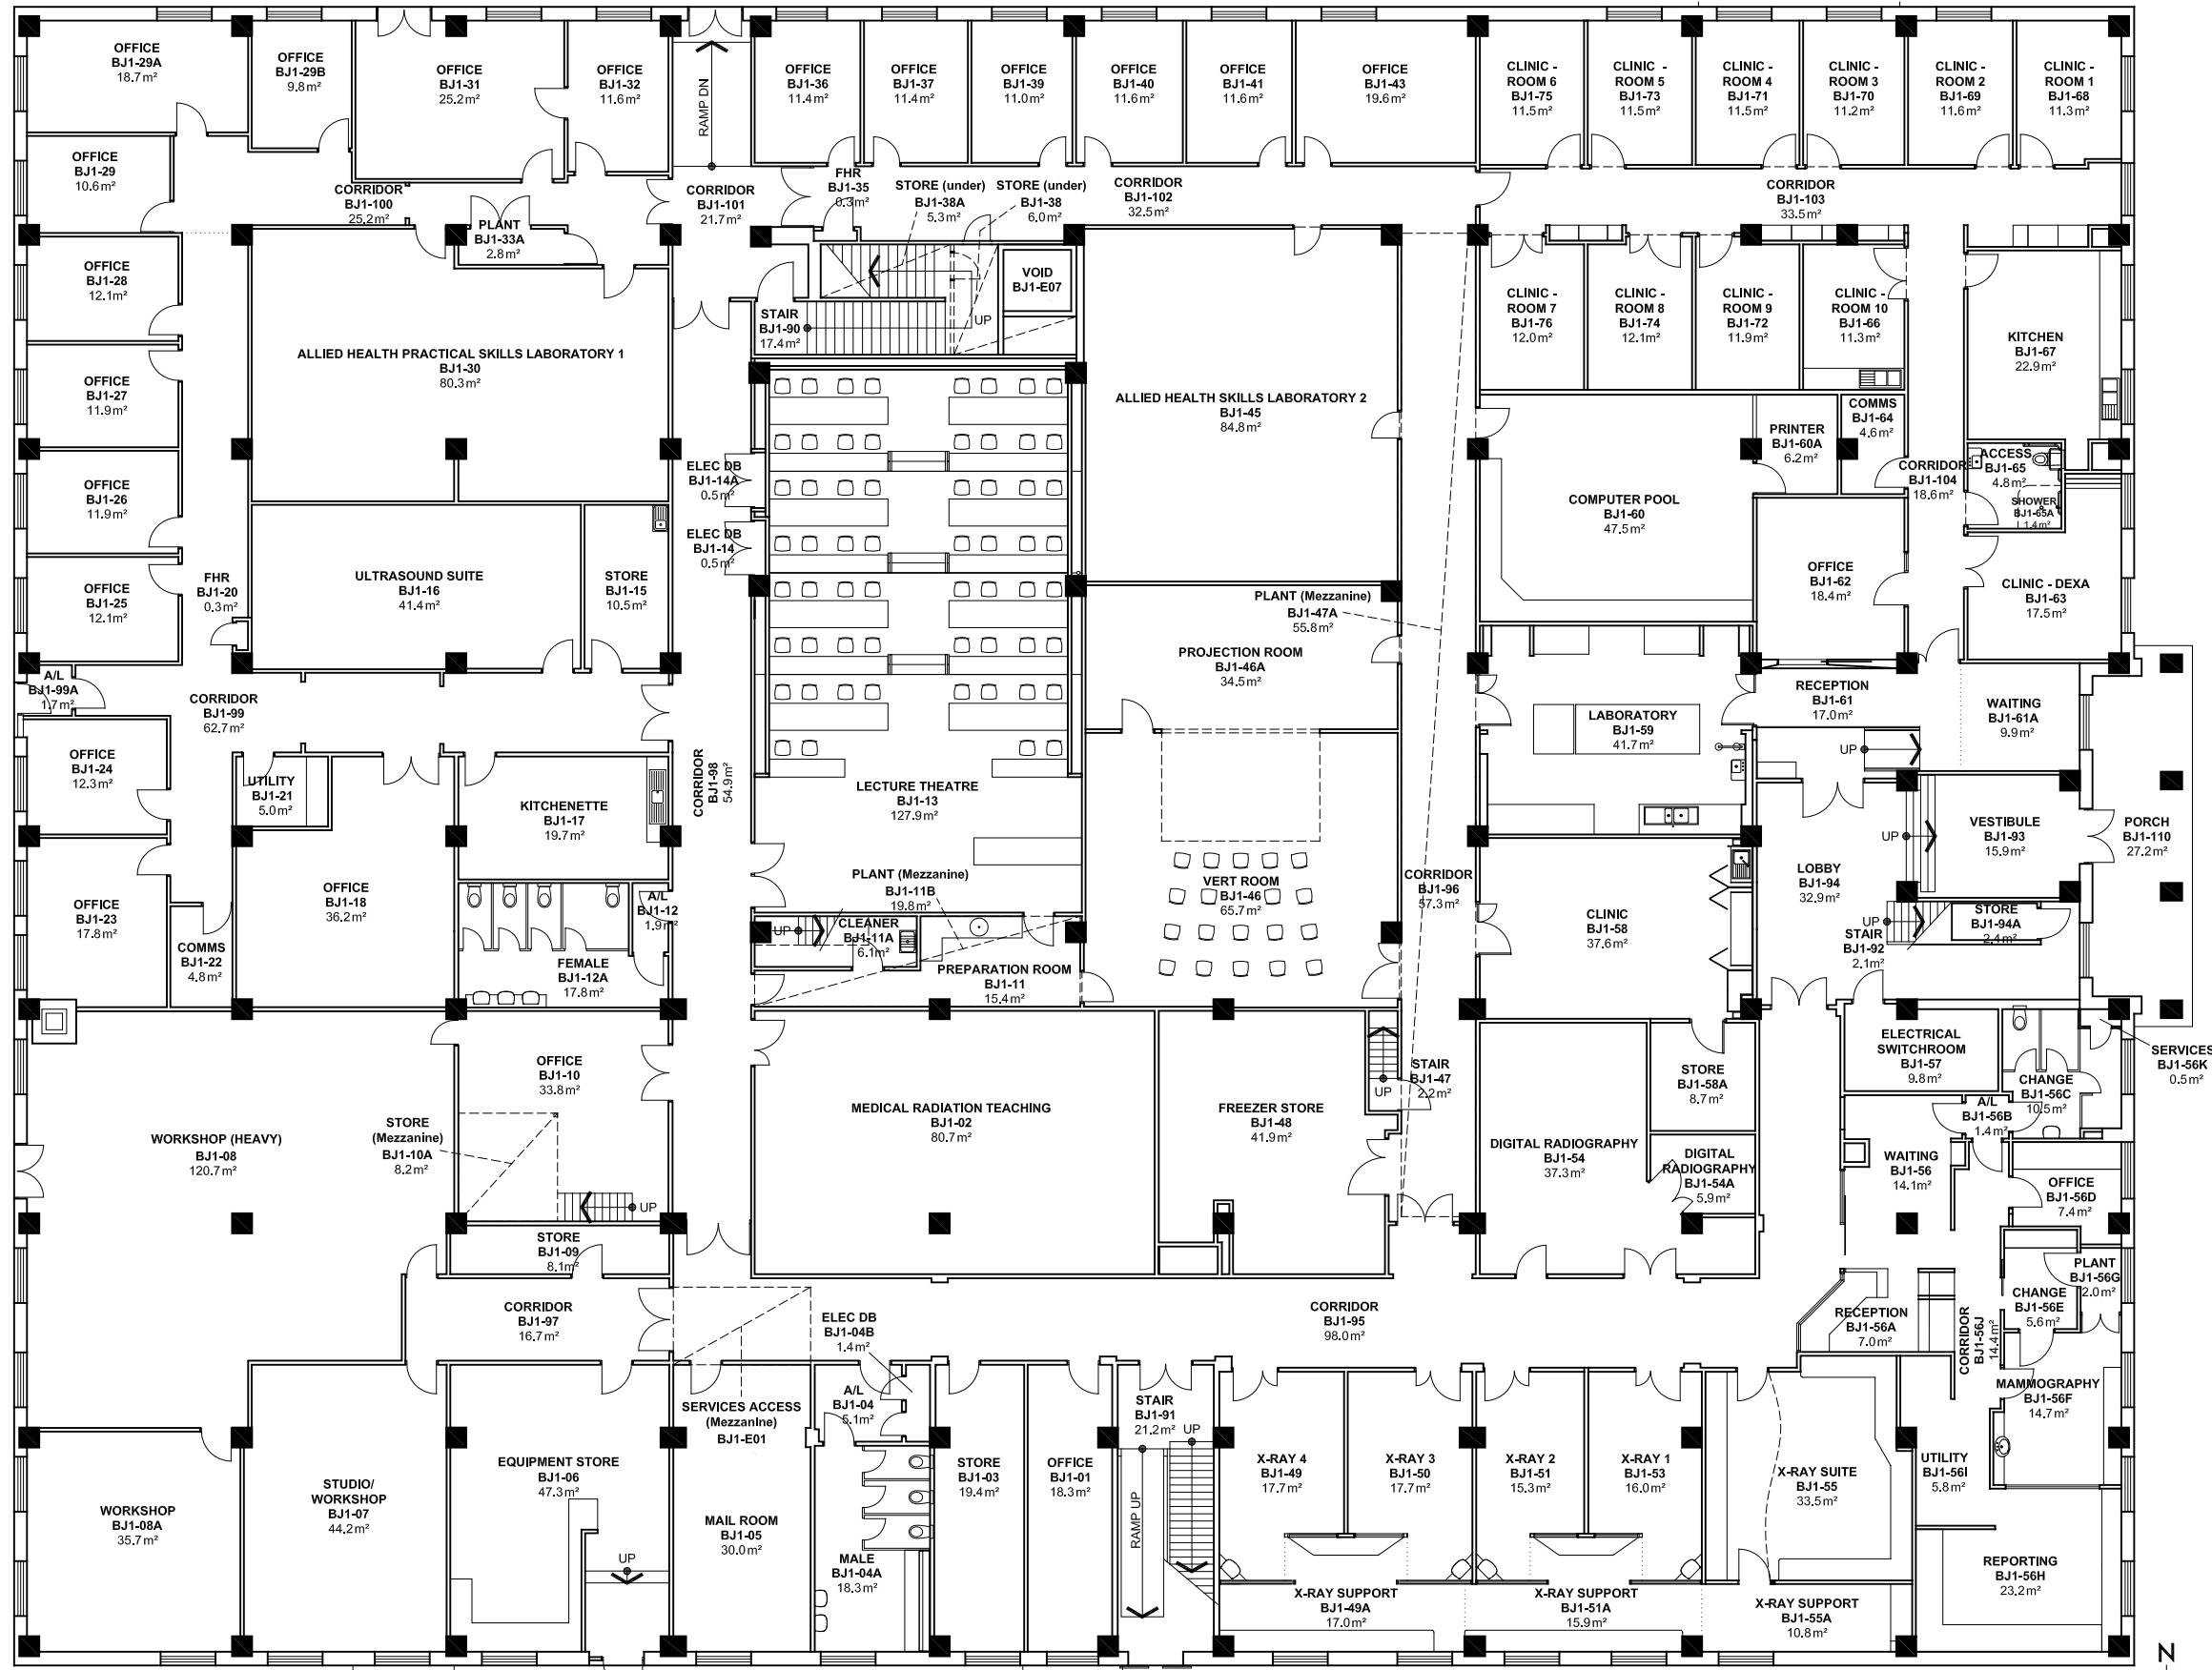 OFFICE
BJ1-29A
18.7m²
OFFICE
BJ1-29B
9.8m²
OFFICE
BJ1-31
25.2m²
OFFICE
BJ1-32
11.6m²
RAMP DN
OFFICE
BJ1-36
11.4m²
OFFICE
BJ1-37
11.4m²
OFFICE
BJ1-39
11.0m²
OFFICE
BJ1-40
11.6m²
OFFICE
BJ1-41
11.6m²
OFFICE
BJ1-43
19.6m²
CLINIC -
ROOM 6
BJ1-75
11.5m²
CLINIC -
ROOM 5
BJ1-73
11.5m²
CLINIC -
ROOM 4
BJ1-71
11.5m²
CLINIC -
ROOM 3
BJ1-70
11.2m²
CLINIC -
ROOM 2
BJ1-69
11.6m²
CLINIC -
ROOM 1
BJ1-68
11.3m²
OFFICE
BJ1-29
10.6m²
CORRIDOR
BJ1-100
25.2m²
PLANT
BJ1-33A
2.8m²
CORRIDOR
BJ1-101
21.7m²
FHR
BJ1-35
0.3m²
STORE (under)
BJ1-38A
5.3m²
STORE (under)
BJ1-38
6.0m²
CORRIDOR
BJ1-102
32.5m²
CORRIDOR
BJ1-103
33.5m²
OFFICE
BJ1-28
12.1m²
VOID
BJ1-E07
STAIR
BJ1-90
17.4m²
UP
CLINIC -
ROOM 7
BJ1-76
12.0m²
CLINIC -
ROOM 8
BJ1-74
12.1m²
CLINIC -
ROOM 9
BJ1-72
11.9m²
CLINIC -
ROOM 10
BJ1-66
11.3m²
KITCHEN
BJ1-67
22.9m²
ALLIED HEALTH PRACTICAL SKILLS LABORATORY 1
BJ1-30
80.3m²
OFFICE
BJ1-27
11.9m²
ALLIED HEALTH SKILLS LABORATORY 2
BJ1-45
84.8m²
COMMS
BJ1-64
4.6m²
PRINTER
BJ1-60A
6.2m²
OFFICE
BJ1-26
11.9m²
ELEC DB
BJ1-14A
0.5m²
CORRIDOR
BJ1-104
18.6m²
ACCESS
BJ1-65
4.8m²
SHOWER
BJ1-65A
1.4m²
COMPUTER POOL
BJ1-60
47.5m²
ELEC DB
BJ1-14
0.5m²
OFFICE
BJ1-25
12.1m²
FHR
BJ1-20
0.3m²
ULTRASOUND SUITE
BJ1-16
41.4m²
STORE
BJ1-15
10.5m²
PLANT (Mezzanine)
BJ1-47A
55.8m²
OFFICE
BJ1-62
18.4m²
CLINIC - DEXA
BJ1-63
17.5m²
A/L
BJ1-99A
1.7m²
CORRIDOR
BJ1-99
62.7m²
PROJECTION ROOM
BJ1-46A
34.5m²
RECEPTION
BJ1-61
17.0m²
WAITING
BJ1-61A
9.9m²
LABORATORY
BJ1-59
41.7m²
UP
OFFICE
BJ1-24
12.3m²
UTILITY
BJ1-21
5.0m²
KITCHENETTE
BJ1-17
19.7m²
CORRIDOR
BJ1-98
54.9m²
LECTURE THEATRE
BJ1-13
127.9m²
UP
VESTIBULE
BJ1-93
15.9m²
PORCH
BJ1-110
27.2m²
LOBBY
BJ1-94
32.9m²
OFFICE
BJ1-23
17.8m²
COMMS
BJ1-22
4.8m²
OFFICE
BJ1-18
36.2m²
FEMALE
BJ1-12A
17.8m²
A/L
BJ1-12
1.9m²
PLANT (Mezzanine)
BJ1-11B
19.8m²
UP
CLEANER
BJ1-11A
6.1m²
PREPARATION ROOM
BJ1-11
15.4m²
VERT ROOM
BJ1-46
65.7m²
CORRIDOR
BJ1-96
57.3m²
CLINIC
BJ1-58
37.6m²
UP
STAIR
BJ1-92
2.1m²
STORE
BJ1-94A
2.4m²
OFFICE
BJ1-10
33.8m²
STORE
(Mezzanine)
BJ1-10A
8.2m²
UP
WORKSHOP (HEAVY)
BJ1-08
120.7m²
MEDICAL RADIATION TEACHING
BJ1-02
80.7m²
FREEZER STORE
BJ1-48
41.9m²
UP
STAIR
BJ1-47
2.2m²
STORE
BJ1-58A
8.7m²
DIGITAL RADIOGRAPHY
BJ1-54
37.3m²
DIGITAL
RADIOGRAPHY
BJ1-54A
5.9m²
ELECTRICAL
SWITCHROOM
BJ1-57
9.8m²
CHANGE
BJ1-56C
10.5m²
SERVICES
BJ1-56K
0.5m²
A/L
BJ1-56B
1.4m²
WAITING
BJ1-56
14.1m²
OFFICE
BJ1-56D
7.4m²
STORE
BJ1-09
8.1m²
CORRIDOR
BJ1-97
16.7m²
ELEC DB
BJ1-04B
1.4m²
CORRIDOR
BJ1-95
98.0m²
RECEPTION
BJ1-56A
7.0m²
CORRIDOR
BJ1-56J
14.4m²
CHANGE
BJ1-56E
5.6m²
PLANT
BJ1-56G
2.0m²
SERVICES ACCESS
(Mezzanine)
BJ1-E01
A/L
BJ1-04
5.1m²
STAIR
BJ1-91
21.2m²
UP
RAMP UP
MAMMOGRAPHY
BJ1-56F
14.7m²
WORKSHOP
BJ1-08A
35.7m²
STUDIO/
WORKSHOP
BJ1-07
44.2m²
EQUIPMENT STORE
BJ1-06
47.3m²
UP
MAIL ROOM
BJ1-05
30.0m²
MALE
BJ1-04A
18.3m²
STORE
BJ1-03
19.4m²
OFFICE
BJ1-01
18.3m²
X-RAY 4
BJ1-49
17.7m²
X-RAY 3
BJ1-50
17.7m²
X-RAY 2
BJ1-51
15.3m²
X-RAY 1
BJ1-53
16.0m²
X-RAY SUITE
BJ1-55
33.5m²
UTILITY
BJ1-56I
5.8m²
REPORTING
BJ1-56H
23.2m²
X-RAY SUPPORT
BJ1-49A
17.0m²
X-RAY SUPPORT
BJ1-51A
15.9m²
X-RAY SUPPORT
BJ1-55A
10.8m²
N